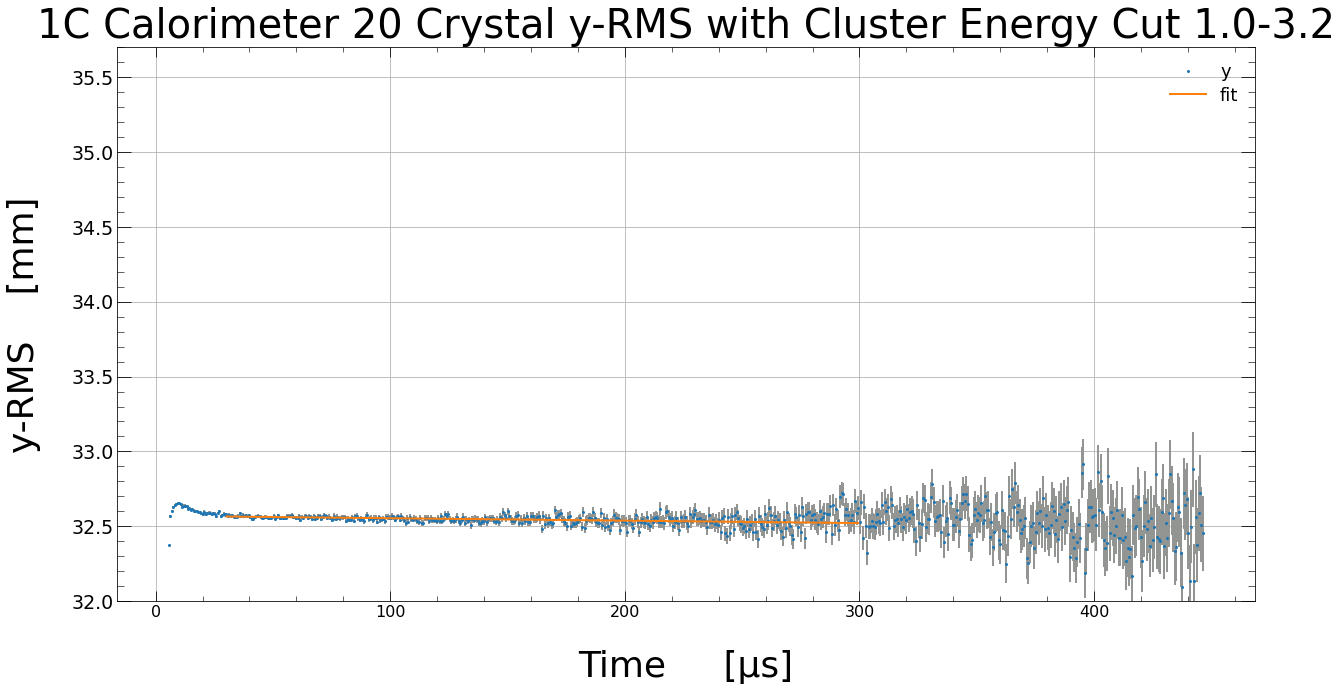 1C Calorimeter 20 Crystal y-RMS with Cluster Energy Cut 1.0-3.2
y
fit
35.5
35.0
34.5
34.0
33.5
33.0
32.5
32.0
y-RMS [mm]
0 100 200 300 400
Time [μs]